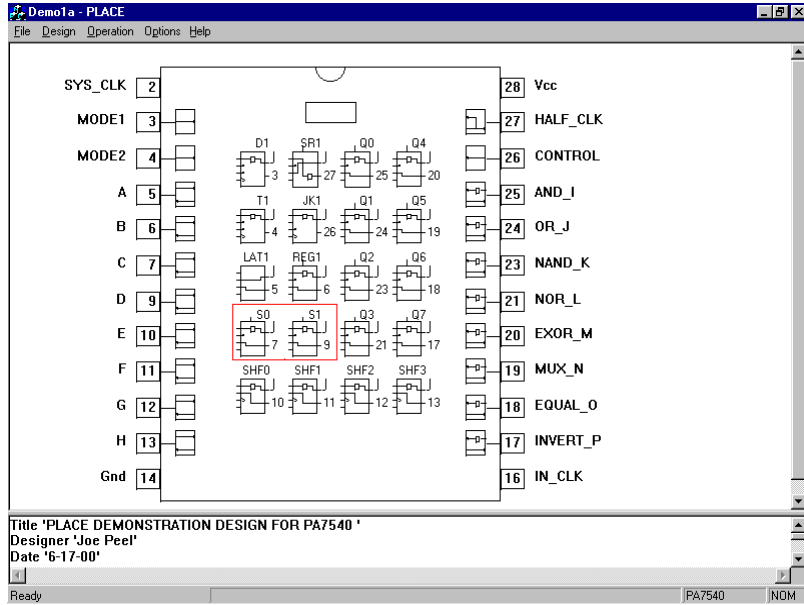 Demo1a - PLACE
File Design Operation Options Help
SYS_CLK 2 28 Vcc
MODE1 3 27 HALF_CLK
MODE2 4 26 CONTROL
A 5 25 AND_I
B 6 24 OR_J
C 7 23 NAND_K
D 9 21 NOR_L
E 10 20 EXOR_M
F 11 19 MUX_N
G 12 18 EQUAL_O
H 13 17 INVERT_P
Gnd 14 16 IN_CLK
D1 SR1 Q0 Q4
3 27 25 20
T1 JK1 Q1 Q5
4 26 24 19
LAT1 REG1 Q2 Q6
5 6 23 18
S0 S1 Q3 Q7
7 9 21 17
SHF0 SHF1 SHF2 SHF3
10 11 12 13
Title 'PLACE DEMONSTRATION DESIGN FOR PA7540 '
Designer 'Joe Peel'
Date '6-17-00'
Ready PA7540 NOM